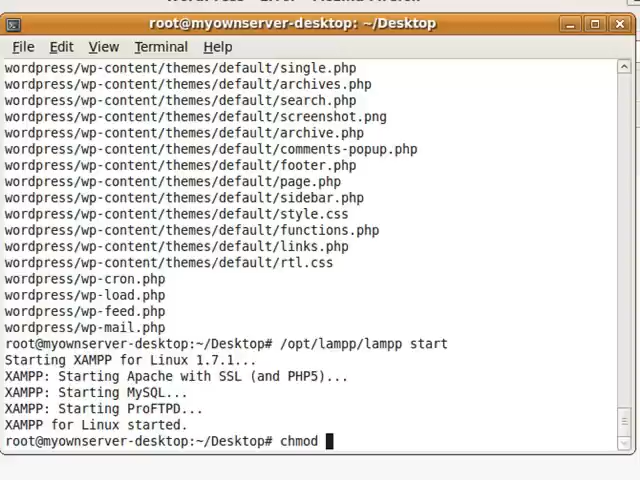 root@myownserver-desktop: ~/Desktop
File Edit View Terminal Help
wordpress/wp-content/themes/default/single.php
wordpress/wp-content/themes/default/archives.php
wordpress/wp-content/themes/default/search.php
wordpress/wp-content/themes/default/screenshot.png
wordpress/wp-content/themes/default/archive.php
wordpress/wp-content/themes/default/comments-popup.php
wordpress/wp-content/themes/default/footer.php
wordpress/wp-content/themes/default/page.php
wordpress/wp-content/themes/default/sidebar.php
wordpress/wp-content/themes/default/style.css
wordpress/wp-content/themes/default/functions.php
wordpress/wp-content/themes/default/links.php
wordpress/wp-content/themes/default/rtl.css
wordpress/wp-cron.php
wordpress/wp-load.php
wordpress/wp-feed.php
wordpress/wp-mail.php
root@myownserver-desktop:~/Desktop# /opt/lampp/lampp start
Starting XAMPP for Linux 1.7.1...
XAMPP: Starting Apache with SSL (and PHP5)...
XAMPP: Starting MySQL...
XAMPP: Starting ProFTPD...
XAMPP for Linux started.
root@myownserver-desktop:~/Desktop# chmod